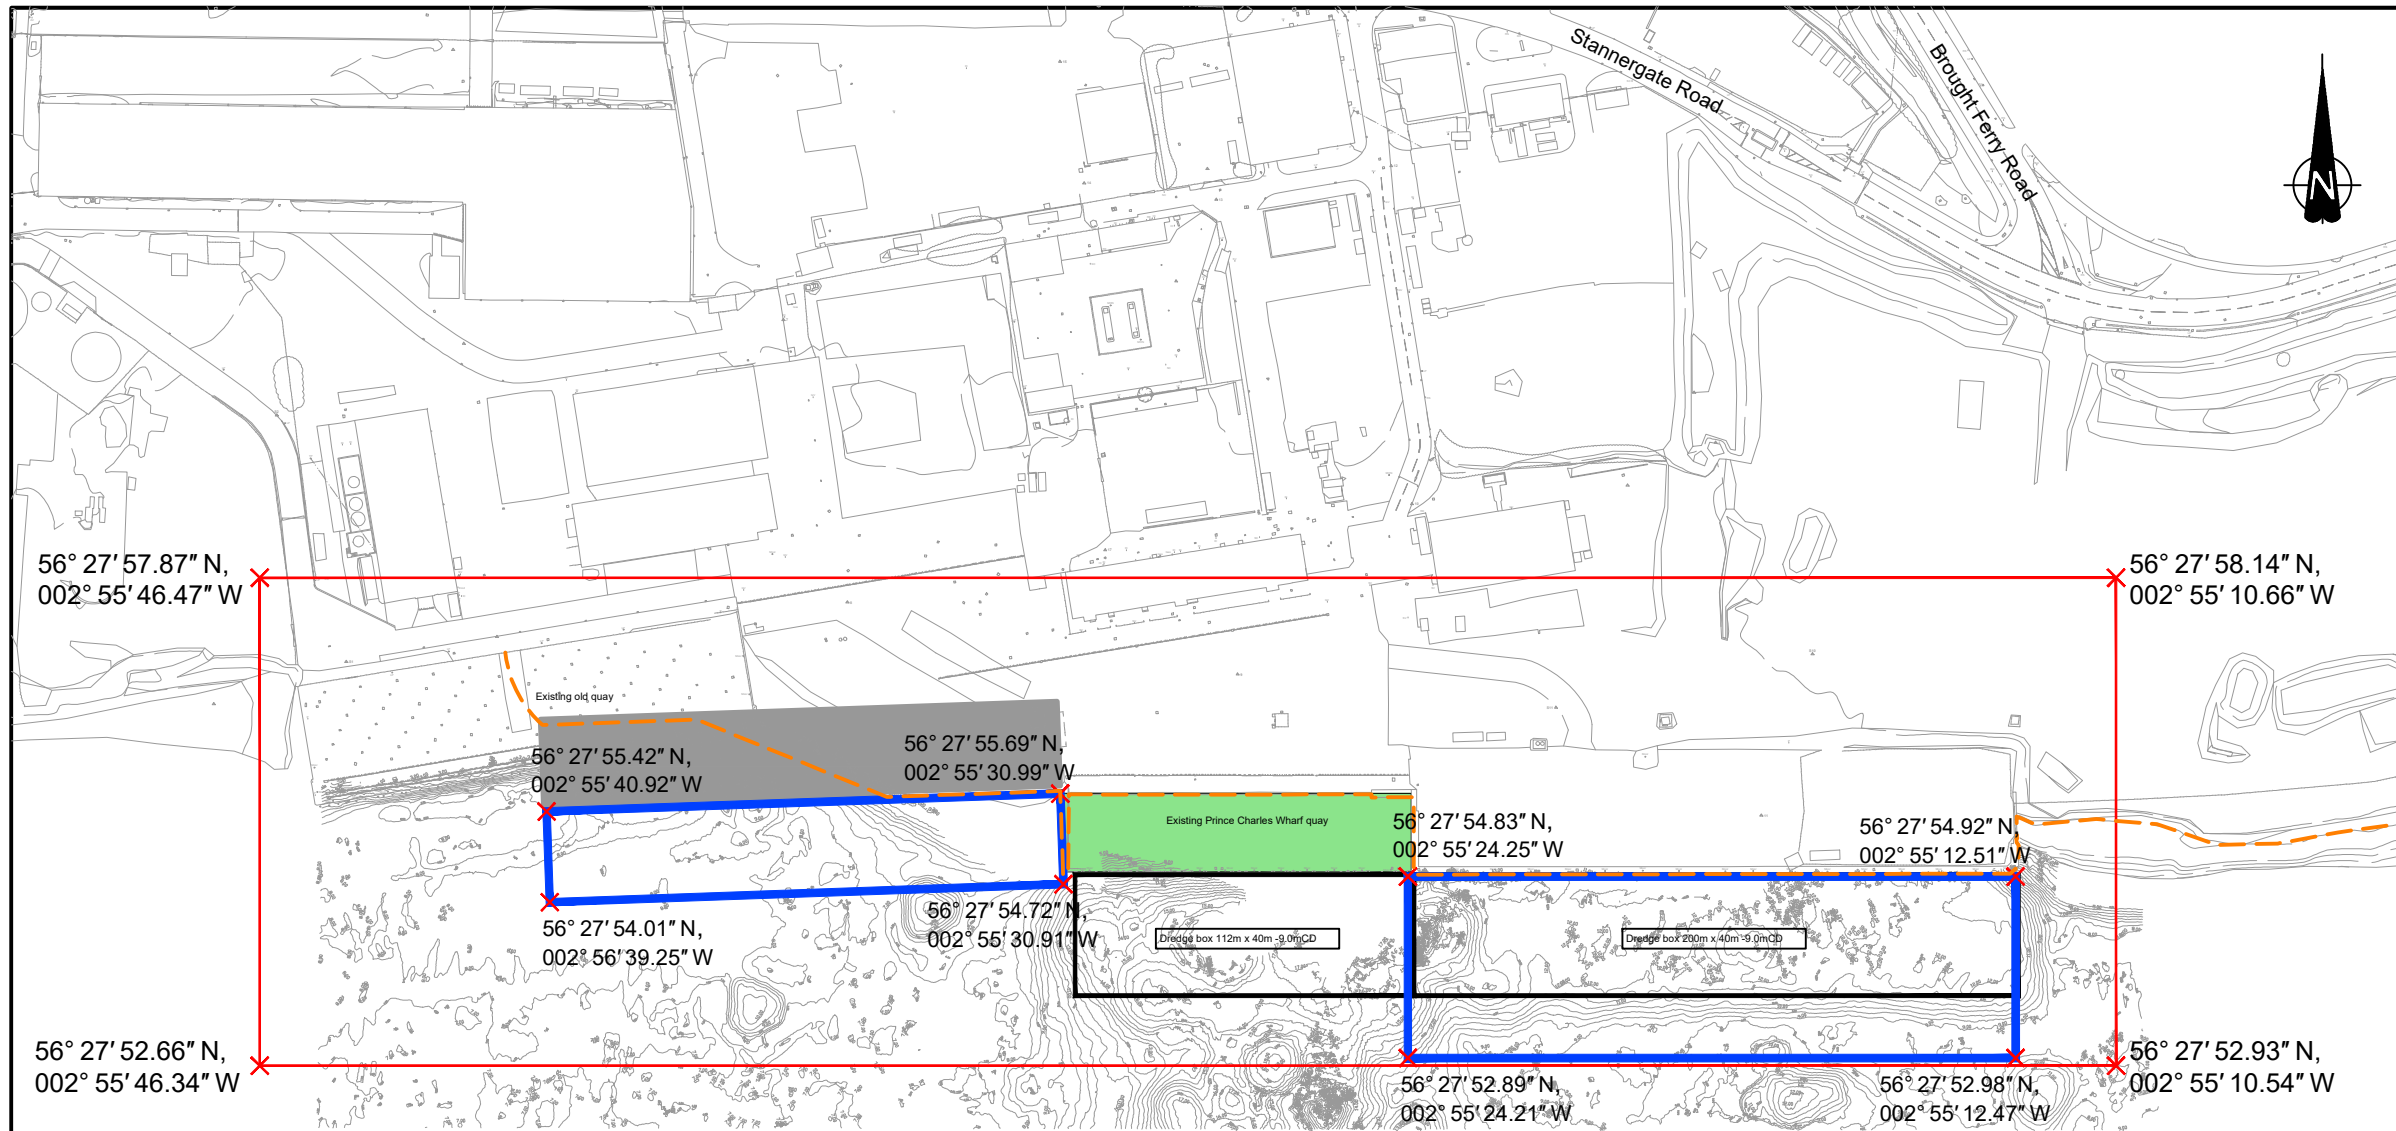 Stannergate Road
Brought Ferry Road
N
56° 27' 57.87" N,
002° 55' 46.47" W
56° 27' 58.14" N,
002° 55' 10.66" W
Existing old quay
56° 27' 55.42" N,
002° 55' 40.92" W
56° 27' 55.69" N,
002° 55' 30.99" W
Existing Prince Charles Wharf quay
56° 27' 54.83" N,
002° 55' 24.25" W
56° 27' 54.92" N,
002° 55' 12.51" W
56° 27' 54.01" N,
002° 56' 39.25" W
56° 27' 54.72" N,
002° 55' 30.91" W
Dredge box 112m x 40m -9.0mCD
Dredge box 200m x 40m -9.0mCD
56° 27' 52.66" N,
002° 55' 46.34" W
56° 27' 52.89" N,
002° 55' 24.21" W
56° 27' 52.98" N,
002° 55' 12.47" W
56° 27' 52.93" N,
002° 55' 10.54" W